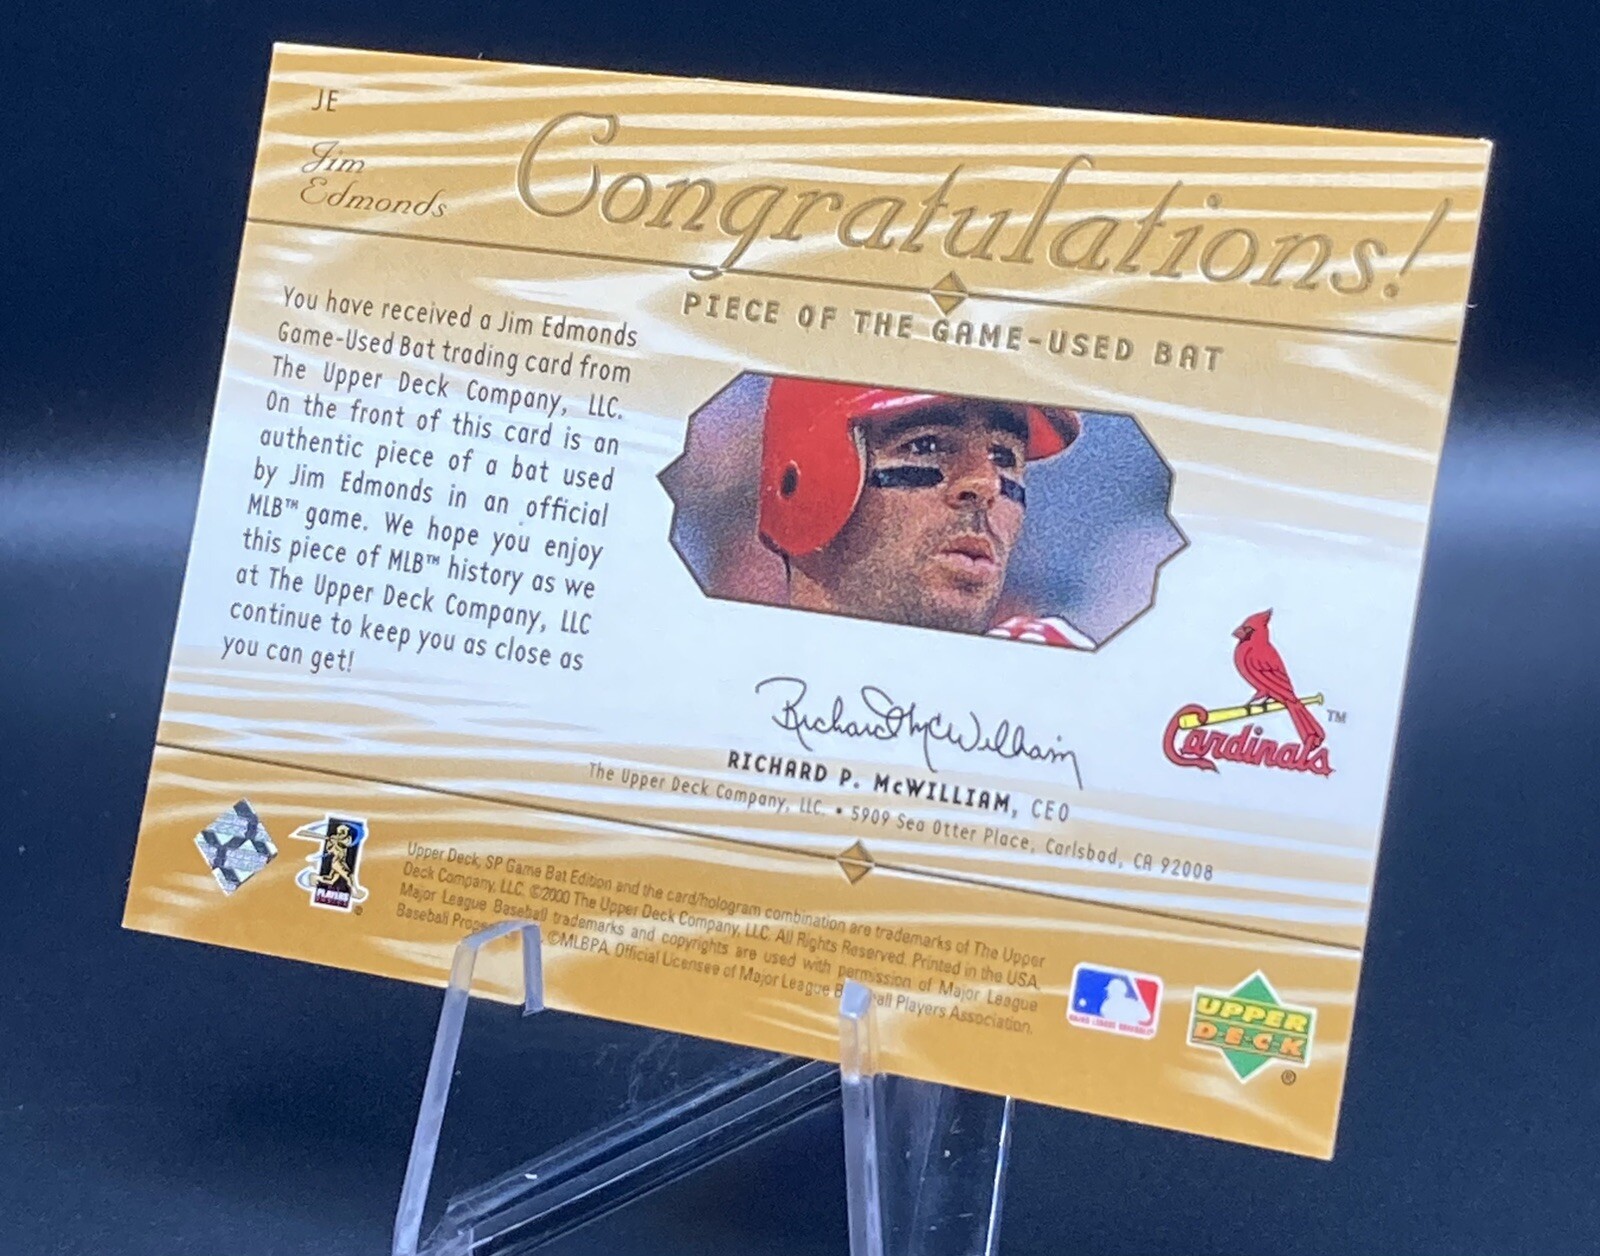 JE
Jim
Edmonds
Congratulations!
PIECE OF THE GAME-USED BAT
You have received a Jim Edmonds
Game-Used Bat trading card from
The Upper Deck Company, LLC.
On the front of this card is an
authentic piece of a bat used
by Jim Edmonds in an official
MLB™ game. We hope you enjoy
this piece of MLB™ history as we
at The Upper Deck Company, LLC
continue to keep you as close as
you can get!
Richard P. McWilliam
RICHARD P. McWILLIAM, CEO
The Upper Deck Company, LLC. • 5909 Sea Otter Place, Carlsbad, CA 92008
Cardinals ™
PLAYERS
®
Upper Deck, SP Game Bat Edition and the card/hologram combination are trademarks of The Upper
Deck Company, LLC. ©2000 The Upper Deck Company, LLC. All Rights Reserved. Printed in the USA.
Major League Baseball trademarks and copyrights are used with permission of Major League
Baseball ©MLBPA. Official Licensee of Major League Players Association.
MAJOR LEAGUE BASEBALL
UPPER
DECK
®